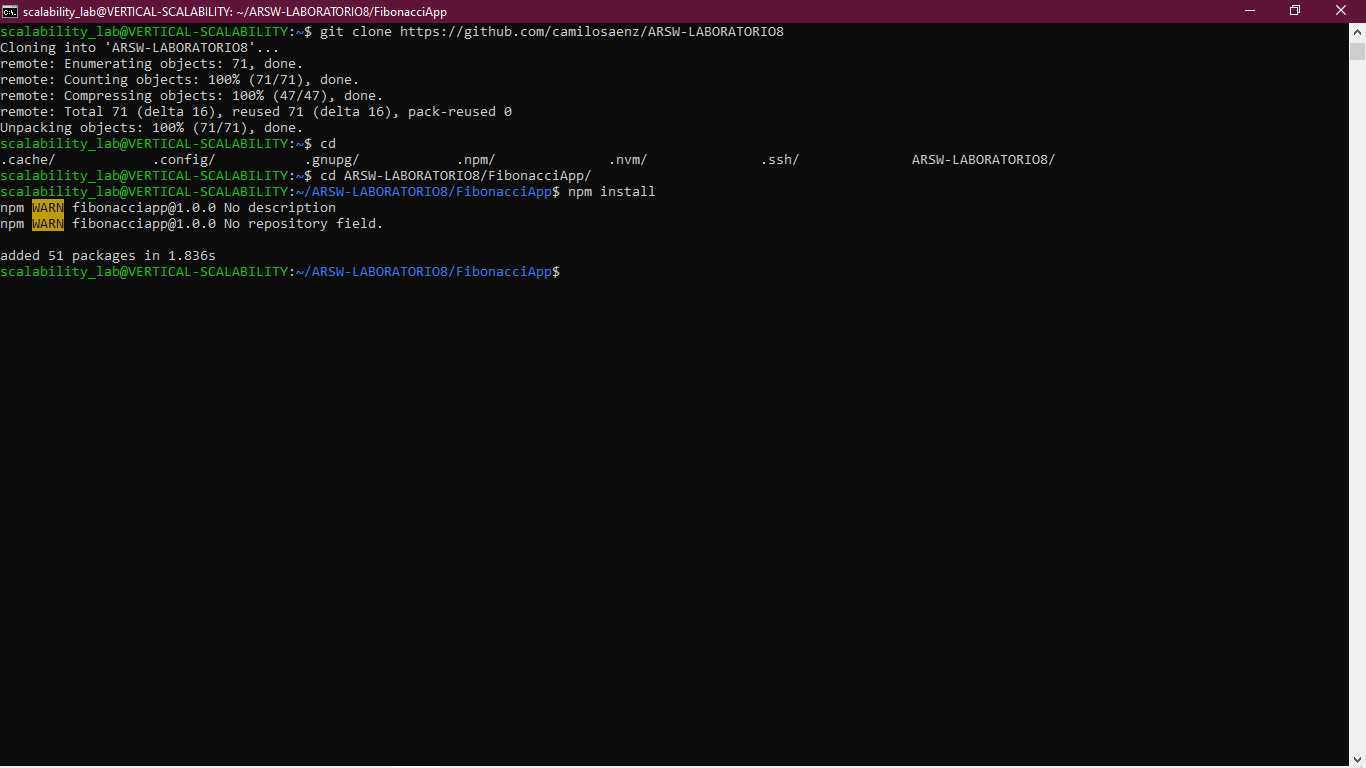 scalability_lab@VERTICAL-SCALABILITY: ~/ARSW-LABORATORIO8/FibonacciApp
scalability_lab@VERTICAL-SCALABILITY:~$ git clone https://github.com/camilosaenz/ARSW-LABORATORIO8
Cloning into 'ARSW-LABORATORIO8'...
remote: Enumerating objects: 71, done.
remote: Counting objects: 100% (71/71), done.
remote: Compressing objects: 100% (47/47), done.
remote: Total 71 (delta 16), reused 71 (delta 16), pack-reused 0
Unpacking objects: 100% (71/71), done.
scalability_lab@VERTICAL-SCALABILITY:~$ cd
.cache/ .config/ .gnupg/ .npm/ .nvm/ .ssh/ ARSW-LABORATORIO8/
scalability_lab@VERTICAL-SCALABILITY:~$ cd ARSW-LABORATORIO8/FibonacciApp/
scalability_lab@VERTICAL-SCALABILITY:~/ARSW-LABORATORIO8/FibonacciApp$ npm install
npm WARN fibonacciapp@1.0.0 No description
npm WARN fibonacciapp@1.0.0 No repository field.
added 51 packages in 1.836s
scalability_lab@VERTICAL-SCALABILITY:~/ARSW-LABORATORIO8/FibonacciApp$